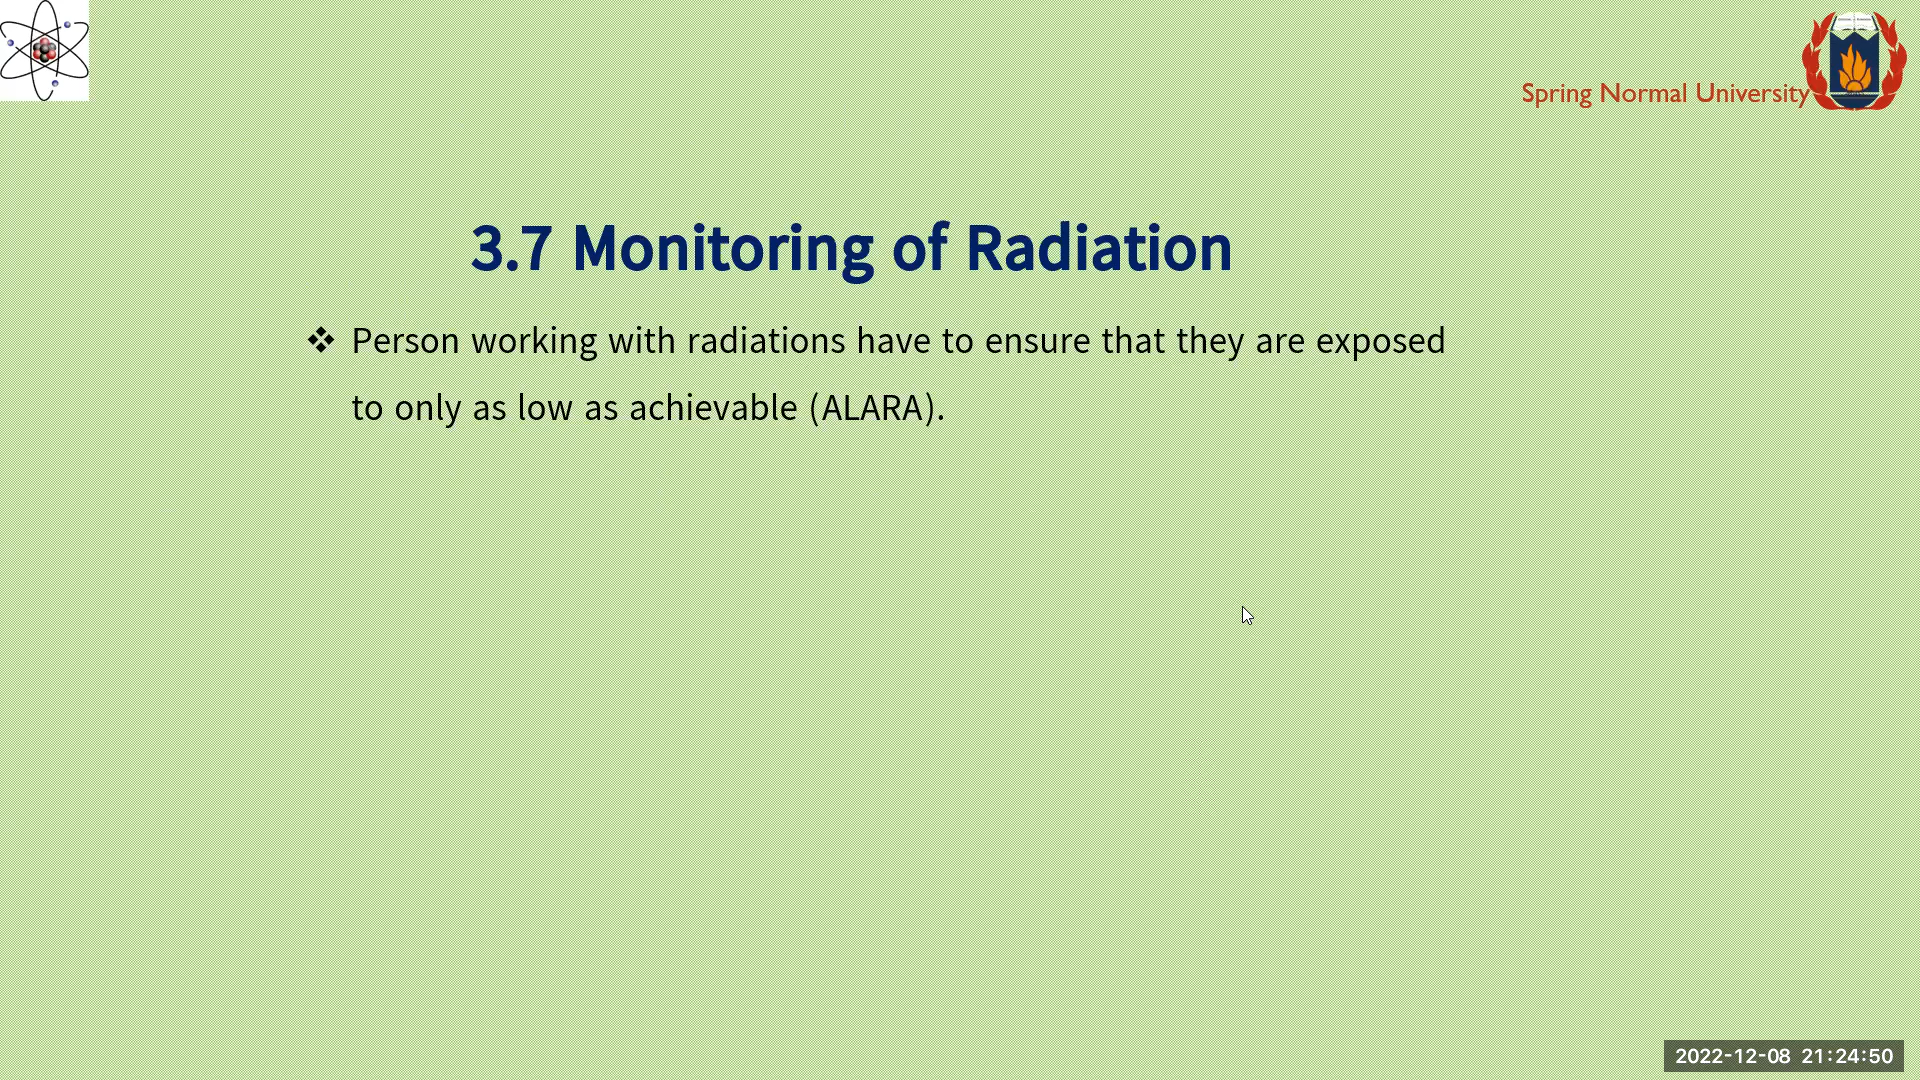 Spring Normal University
3.7 Monitoring of Radiation
❖ Person working with radiations have to ensure that they are exposed
to only as low as achievable (ALARA).
2022-12-08 21:24:50